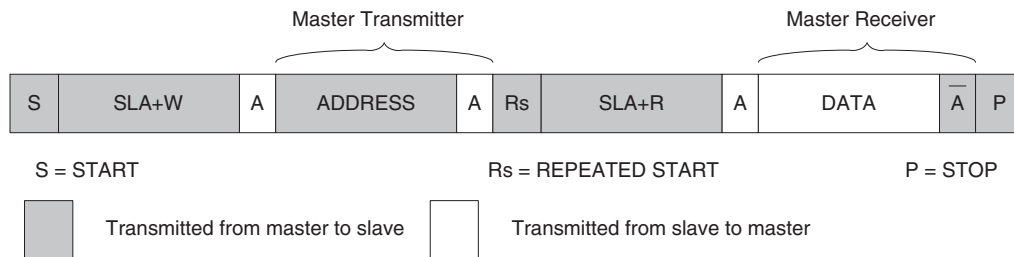 Master Transmitter Master Receiver
S SLA+W A ADDRESS A Rs SLA+R A DATA A̅ P
S = START Rs = REPEATED START P = STOP
Transmitted from master to slave Transmitted from slave to master